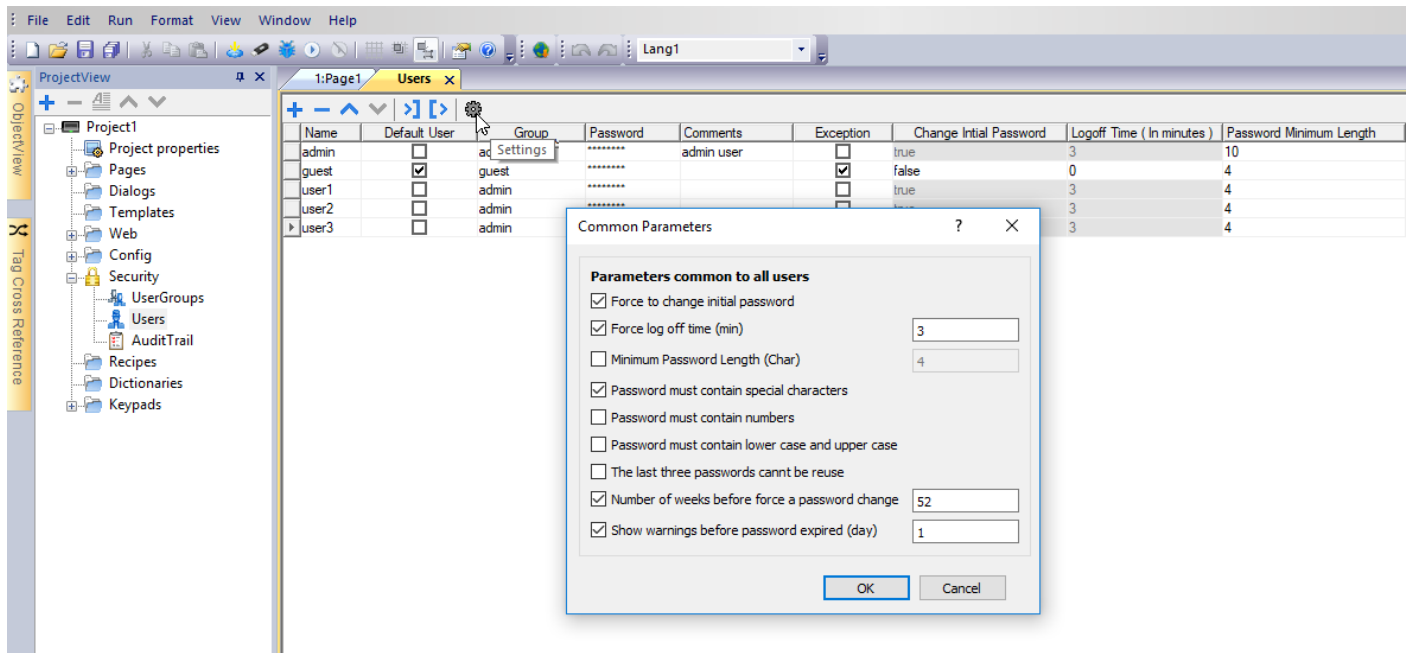 File Edit Run Format View Window Help
Lang1
ProjectView
1:Page1 Users
ObjectView
Tag Cross Reference
Project1
Project properties
Pages
Dialogs
Templates
Web
Config
Security
UserGroups
Users
AuditTrail
Recipes
Dictionaries
Keypads
Settings
Name Default User Group Password Comments Exception Change Intial Password Logoff Time ( In minutes ) Password Minimum Length
admin ******** admin user true 3 10
guest guest ******** false 0 4
user1 admin ******** true 3 4
user2 admin ******** 3 4
user3 admin 3 4
Common Parameters ?
Parameters common to all users
Force to change initial password
Force log off time (min) 3
Minimum Password Length (Char) 4
Password must contain special characters
Password must contain numbers
Password must contain lower case and upper case
The last three passwords cannt be reuse
Number of weeks before force a password change 52
Show warnings before password expired (day) 1
OK Cancel